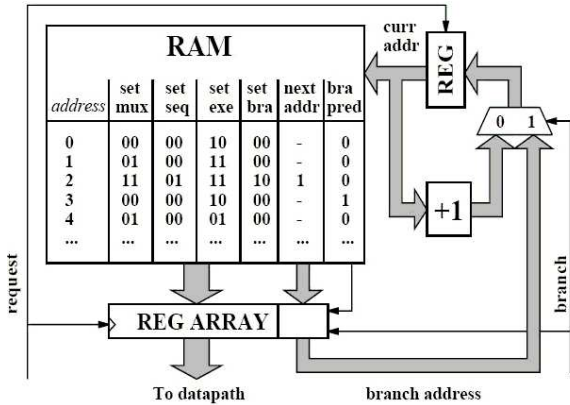 RAM
address set mux set seq set exe set bra next addr bra pred
0 00 00 10 00 - 0
1 01 00 11 00 - 0
2 11 01 11 10 1 0
3 00 00 10 00 - 1
4 01 00 01 00 - 0
... ... ... ... ... ... ...
curr
addr
REG
0 1
+1
request
branch
REG ARRAY
To datapath
branch address